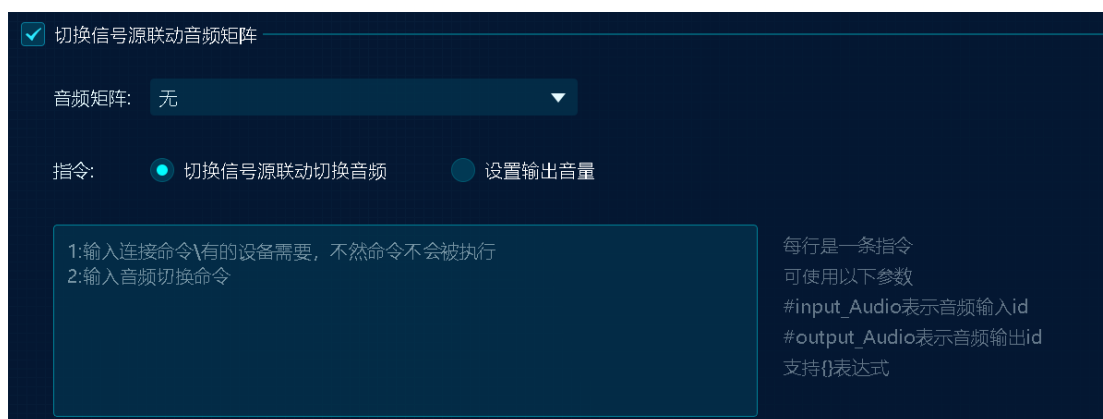 切换信号源联动音频矩阵
音频矩阵: 无
指令: 切换信号源联动切换音频 设置输出音量
1:输入连接命令\有的设备需要，不然命令不会被执行
2:输入音频切换命令
每行是一条指令
可使用以下参数
#input_Audio表示音频输入id
#output_Audio表示音频输出id
支持{}表达式